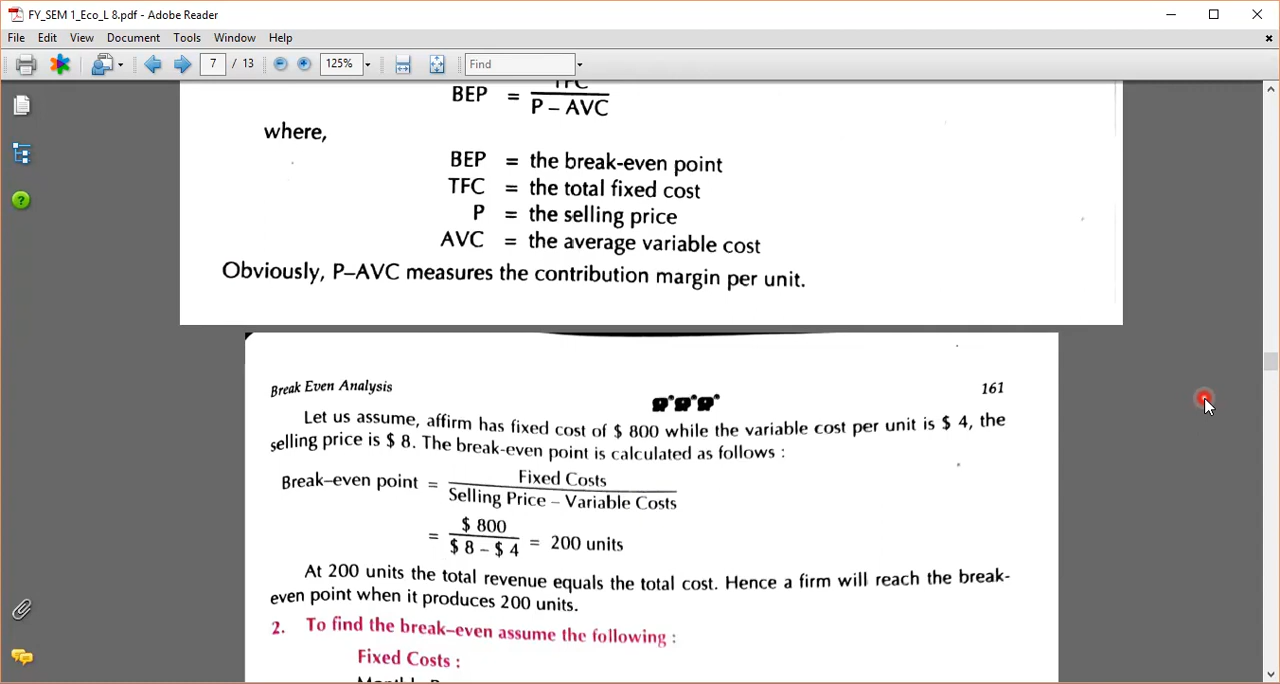 FY_SEM 1_Eco_L 8.pdf - Adobe Reader
File Edit View Document Tools Window Help
7 / 13 125% Find
BEP = TFC
P – AVC
where,
BEP = the break-even point
TFC = the total fixed cost
P = the selling price
AVC = the average variable cost
Obviously, P–AVC measures the contribution margin per unit.
Break Even Analysis 161
Let us assume, affirm has fixed cost of $ 800 while the variable cost per unit is $ 4, the
selling price is $ 8. The break-even point is calculated as follows :
Break–even point = Fixed Costs
Selling Price – Variable Costs
= $ 800
$ 8 – $ 4 = 200 units
At 200 units the total revenue equals the total cost. Hence a firm will reach the break-
even point when it produces 200 units.
2. To find the break–even assume the following :
Fixed Costs :